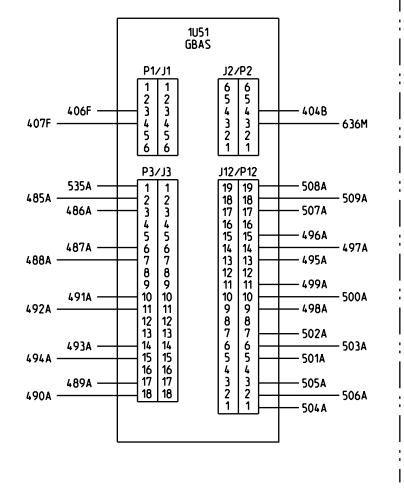 1U51
GBAS
P1/J1 J2/P2
1 1 6 6
2 2 5 5
406F 3 3 4 4 404B
407F 4 4 3 3 636M
5 5 2 2
6 6 1 1
P3/J3 J12/P12
535A 1 1 19 19 508A
485A 2 2 18 18 509A
486A 3 3 17 17 507A
4 4 16 16
5 5 15 15 496A
487A 6 6 14 14 497A
488A 7 7 13 13 495A
8 8 12 12
9 9 11 11 499A
491A 10 10 10 10 500A
492A 11 11 9 9 498A
12 12 8 8
13 13 7 7 502A
493A 14 14 6 6 503A
494A 15 15 5 5 501A
16 16 4 4
489A 17 17 3 3 505A
490A 18 18 2 2 506A
1 1 504A